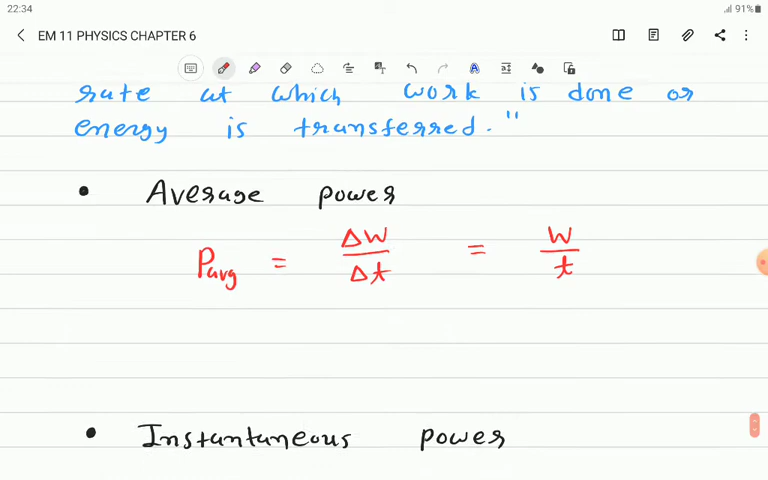 22:34 91%
EM 11 PHYSICS CHAPTER 6
rate at which work is done or
energy is transferred."
• Average power
Pavg = ΔW/Δt = W/t
• Instantaneous power